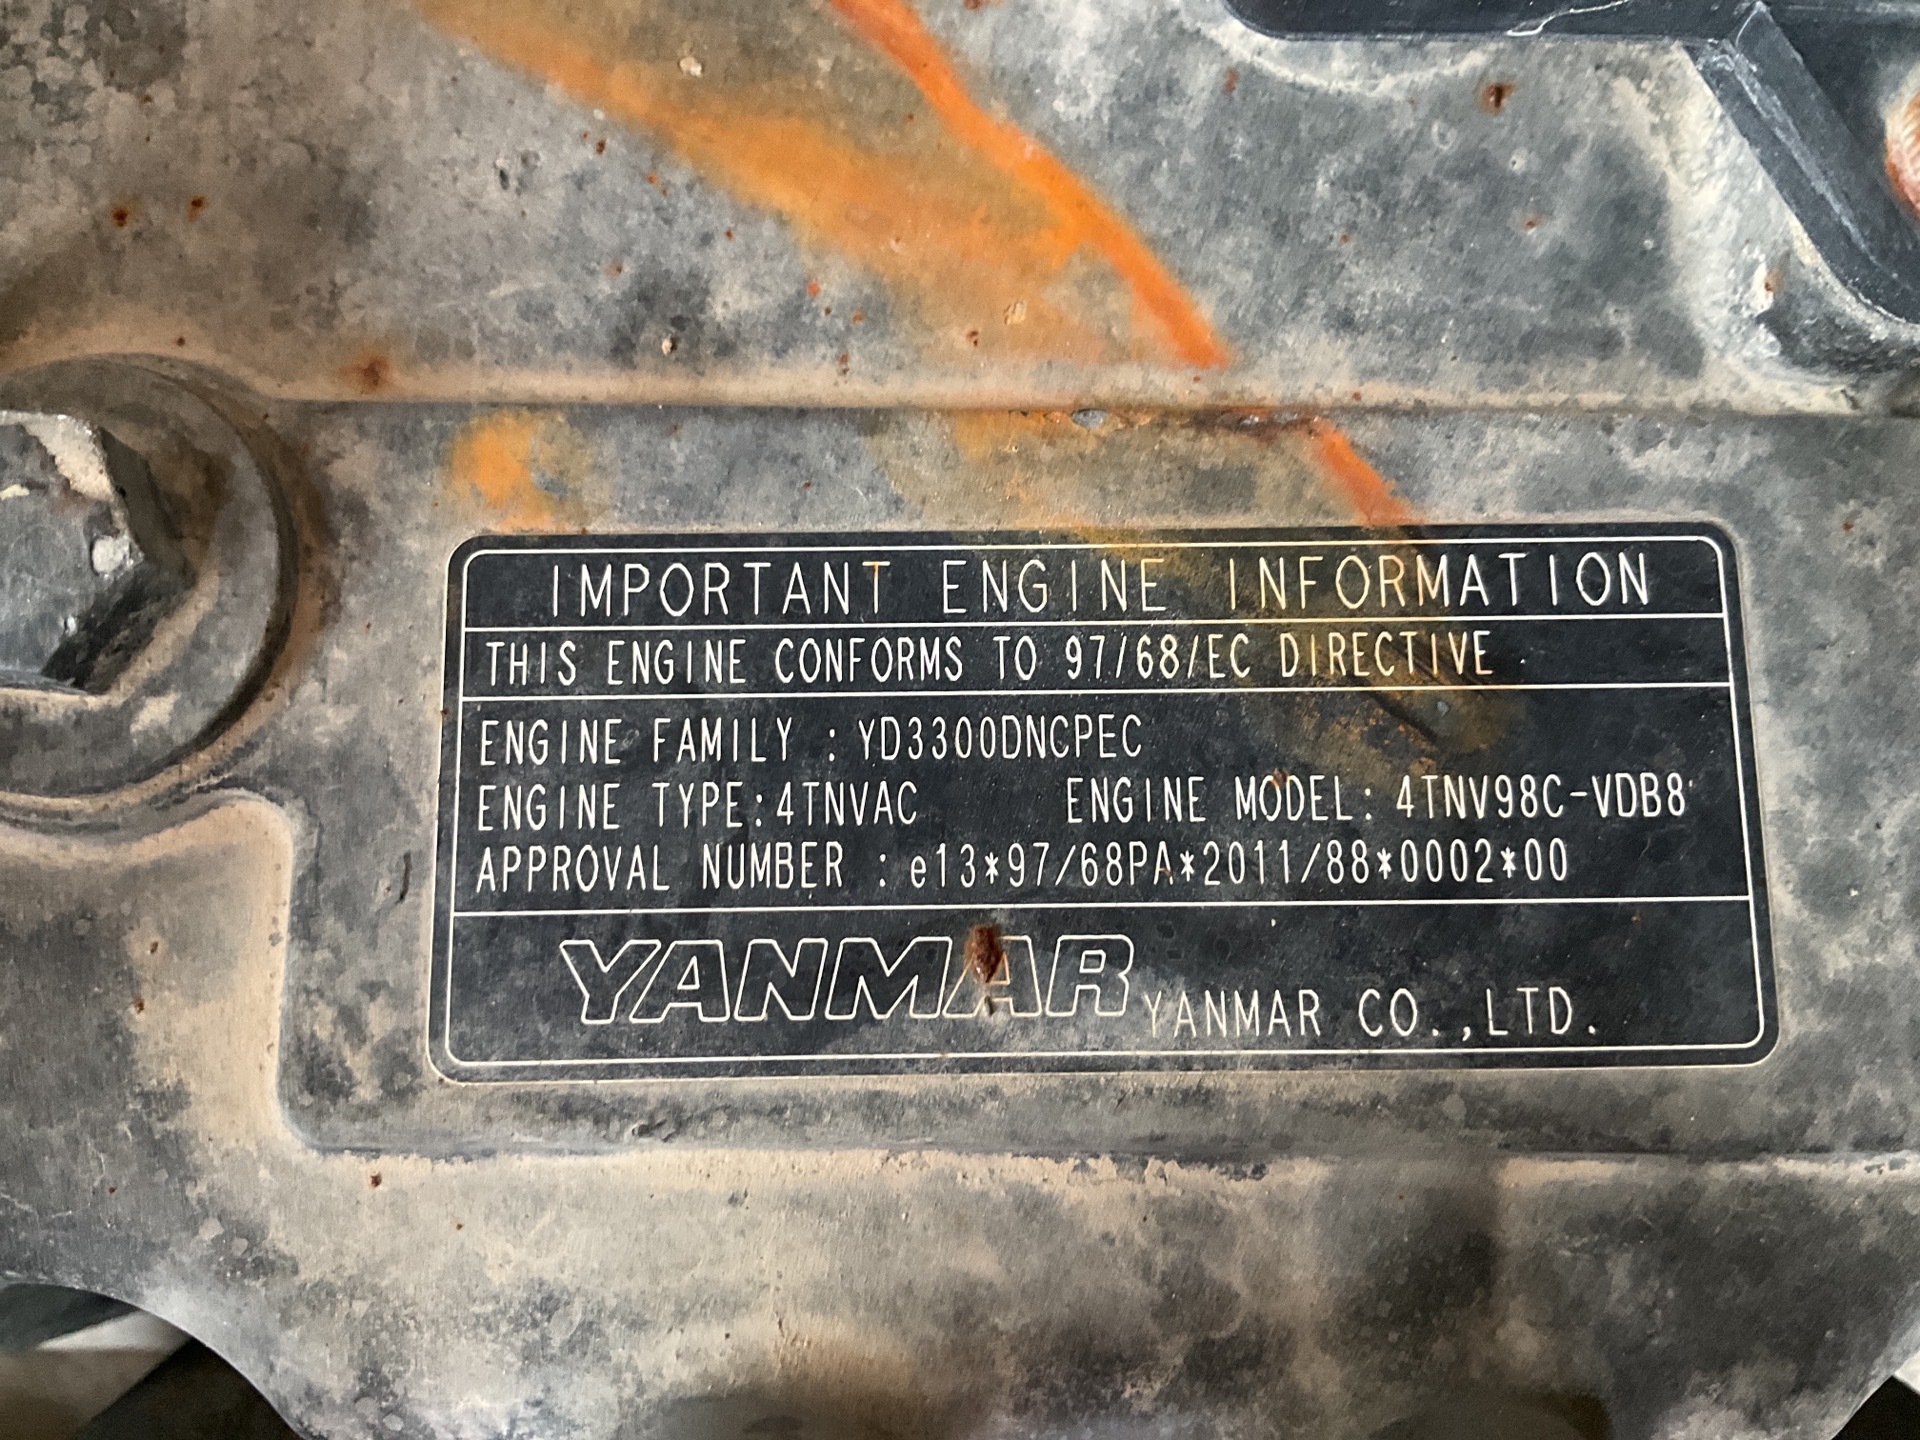 IMPORTANT ENGINE INFORMATION
THIS ENGINE CONFORMS TO 97/68/EC DIRECTIVE.
ENGINE FAMILY : YD3300DNCPEC
ENGINE TYPE: 4TNVAC ENGINE MODEL: 4TNV98C-VDB8
APPROVAL NUMBER : e13*97/68PA*2011/88*0002*00
YANMAR YANMAR CO.,LTD.